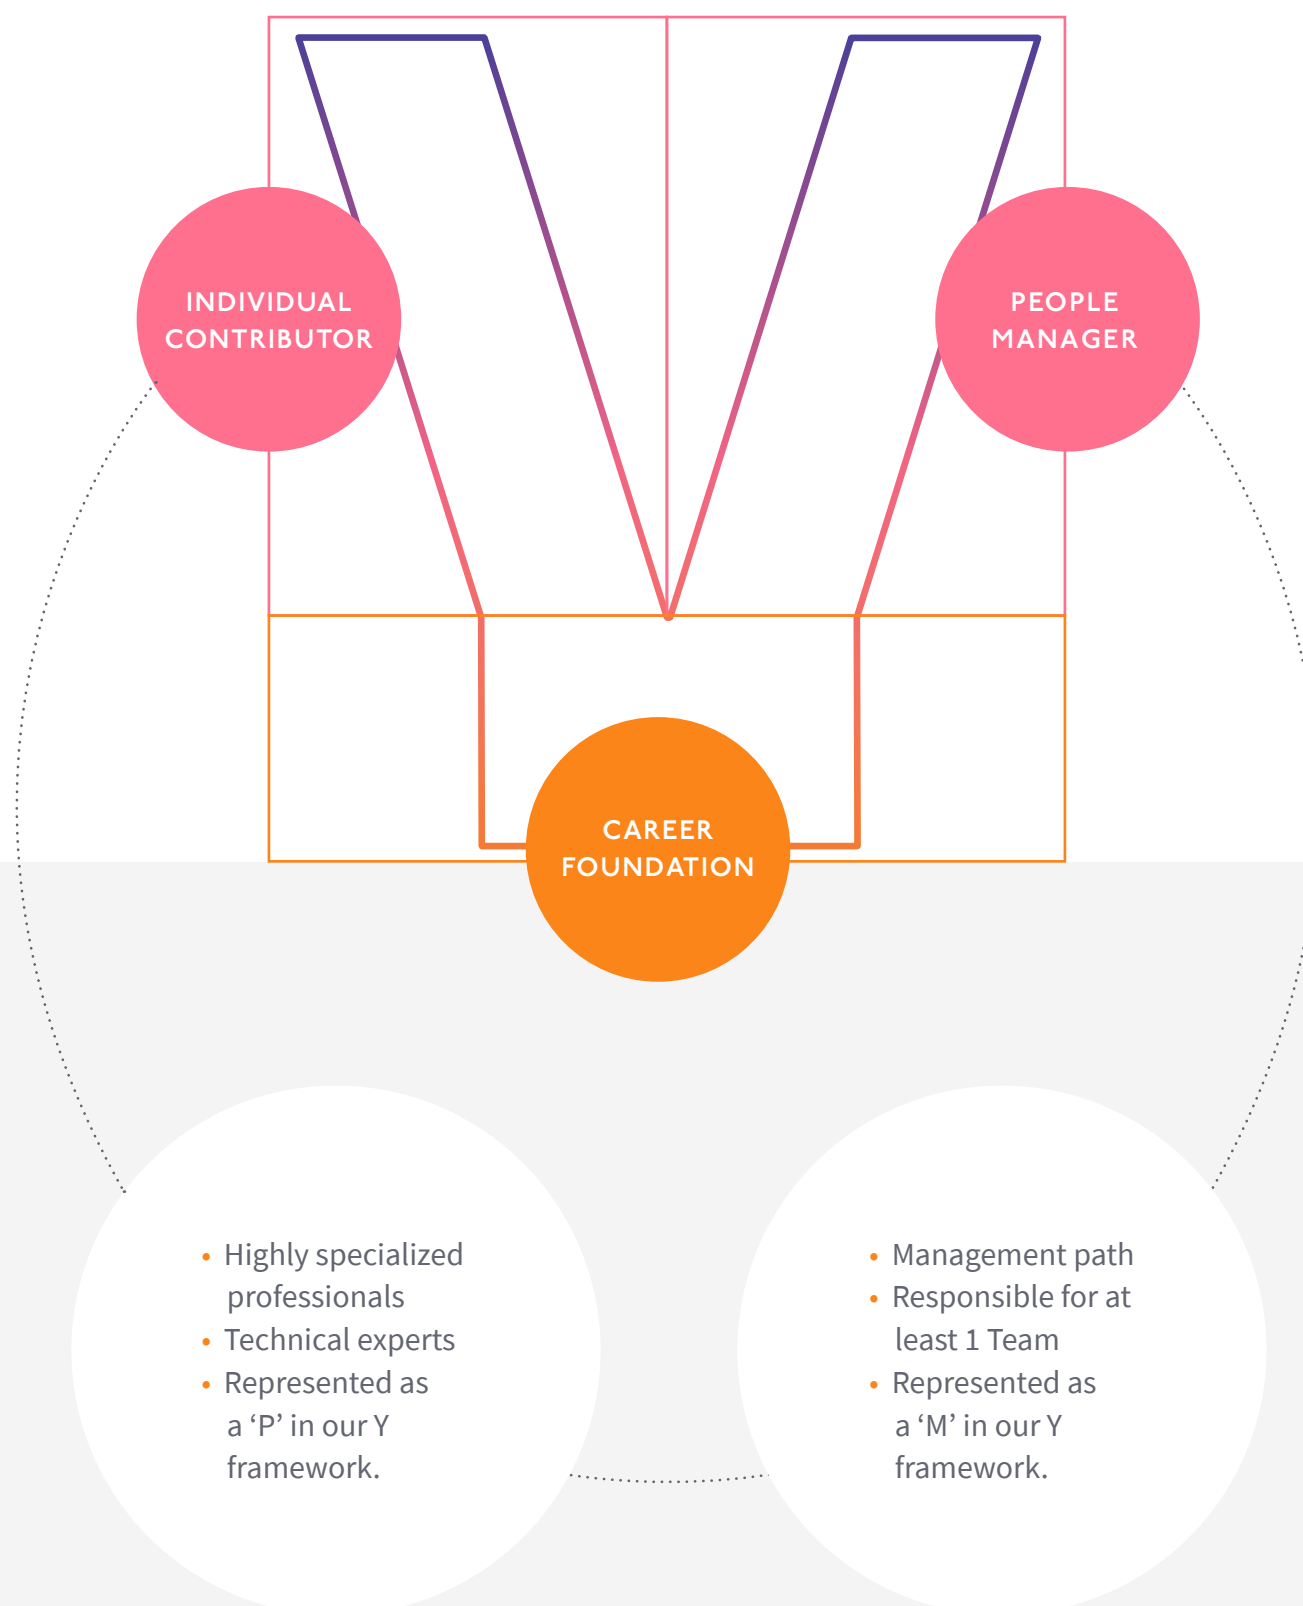 INDIVIDUAL
CONTRIBUTOR
PEOPLE
MANAGER
CAREER
FOUNDATION
• Highly specialized
professionals
• Technical experts
• Represented as
a ‘P’ in our Y
framework.
• Management path
• Responsible for at
least 1 Team
• Represented as
a ‘M’ in our Y
framework.